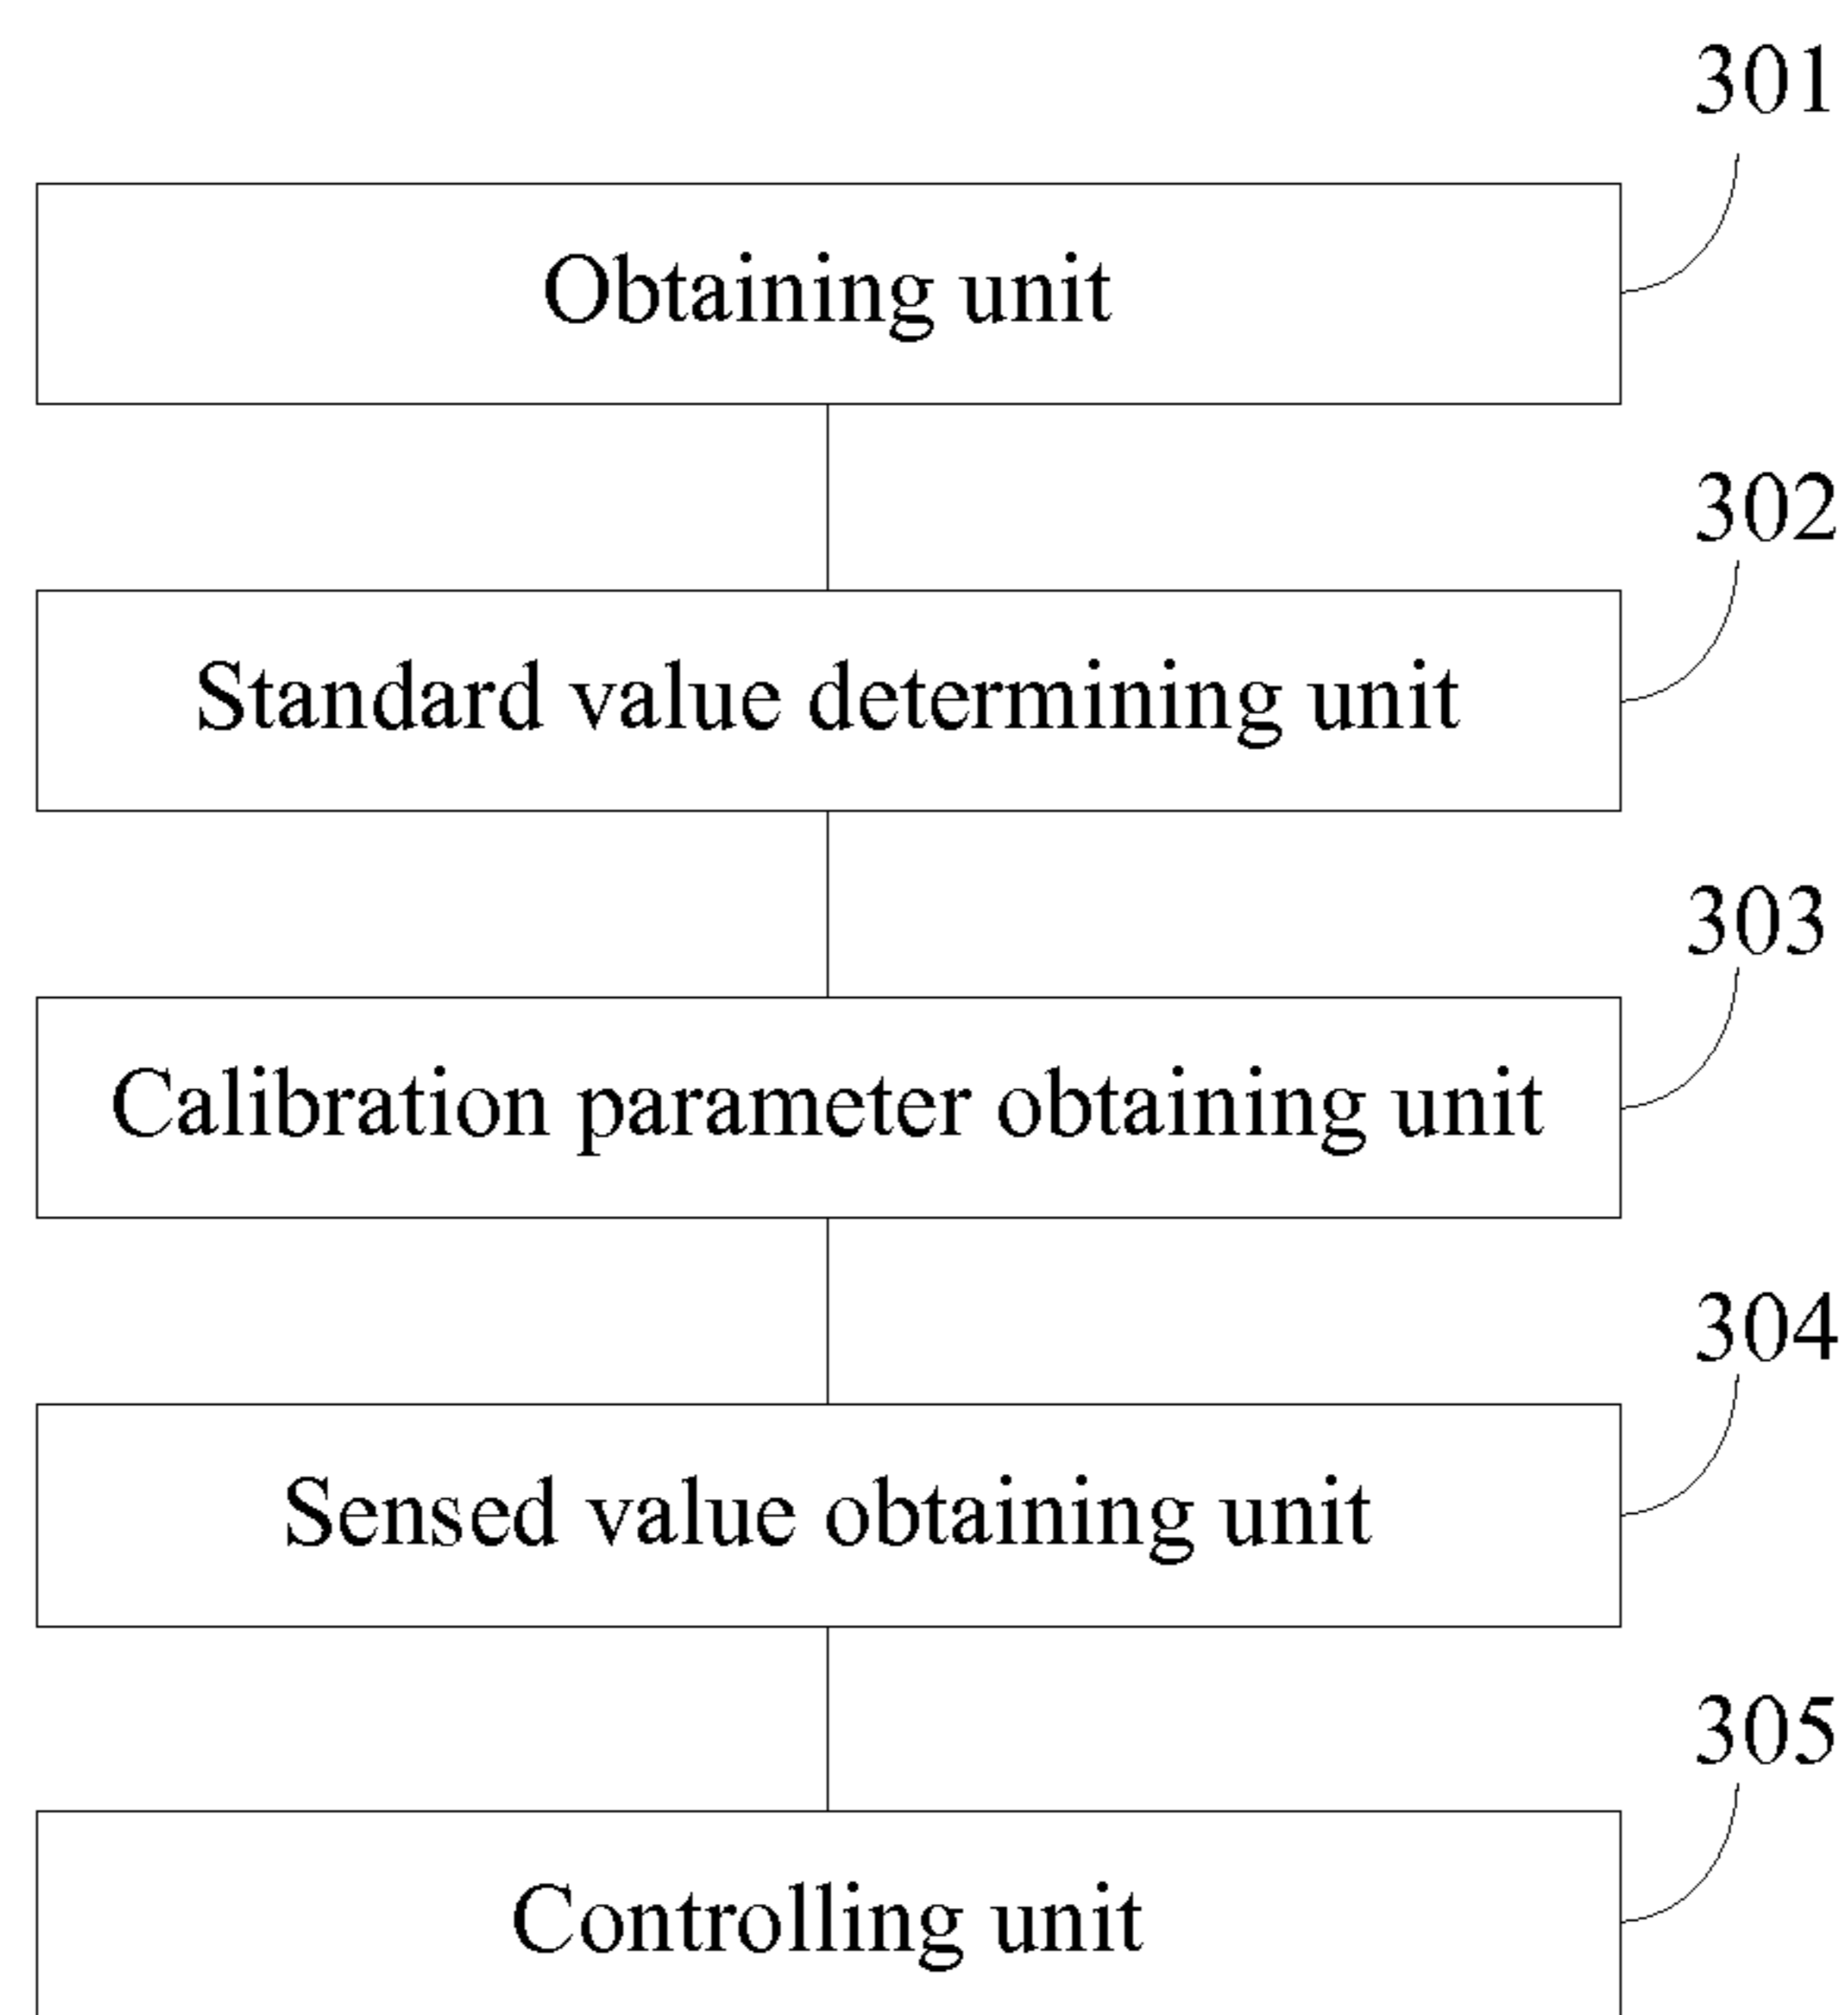 301
Obtaining unit
302
Standard value determining unit
303
Calibration parameter obtaining unit
304
Sensed value obtaining unit
305
Controlling unit